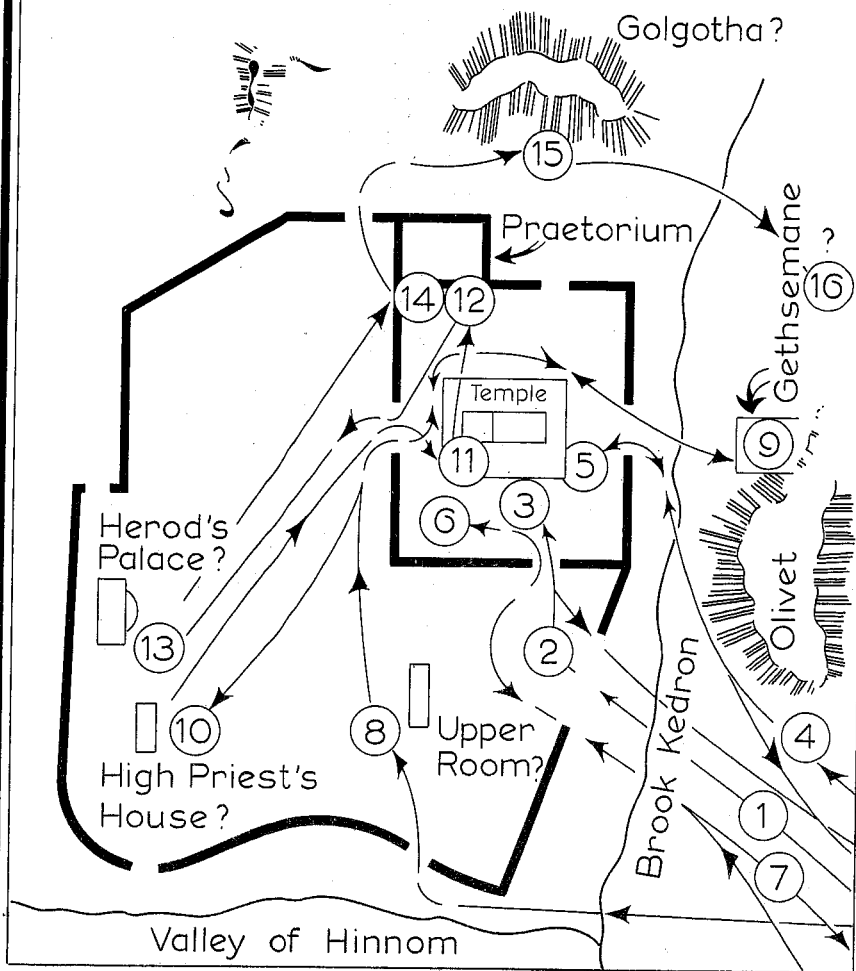 Golgotha?
15
Praetorium
Gethsemane
?
16
14
12
Temple
11
5
9
3
6
Herod's
Palace?
13
2
Olivet
10
8
Upper
Room?
4
High Priest's
House?
Brook Kedron
1
7
Valley of Hinnom